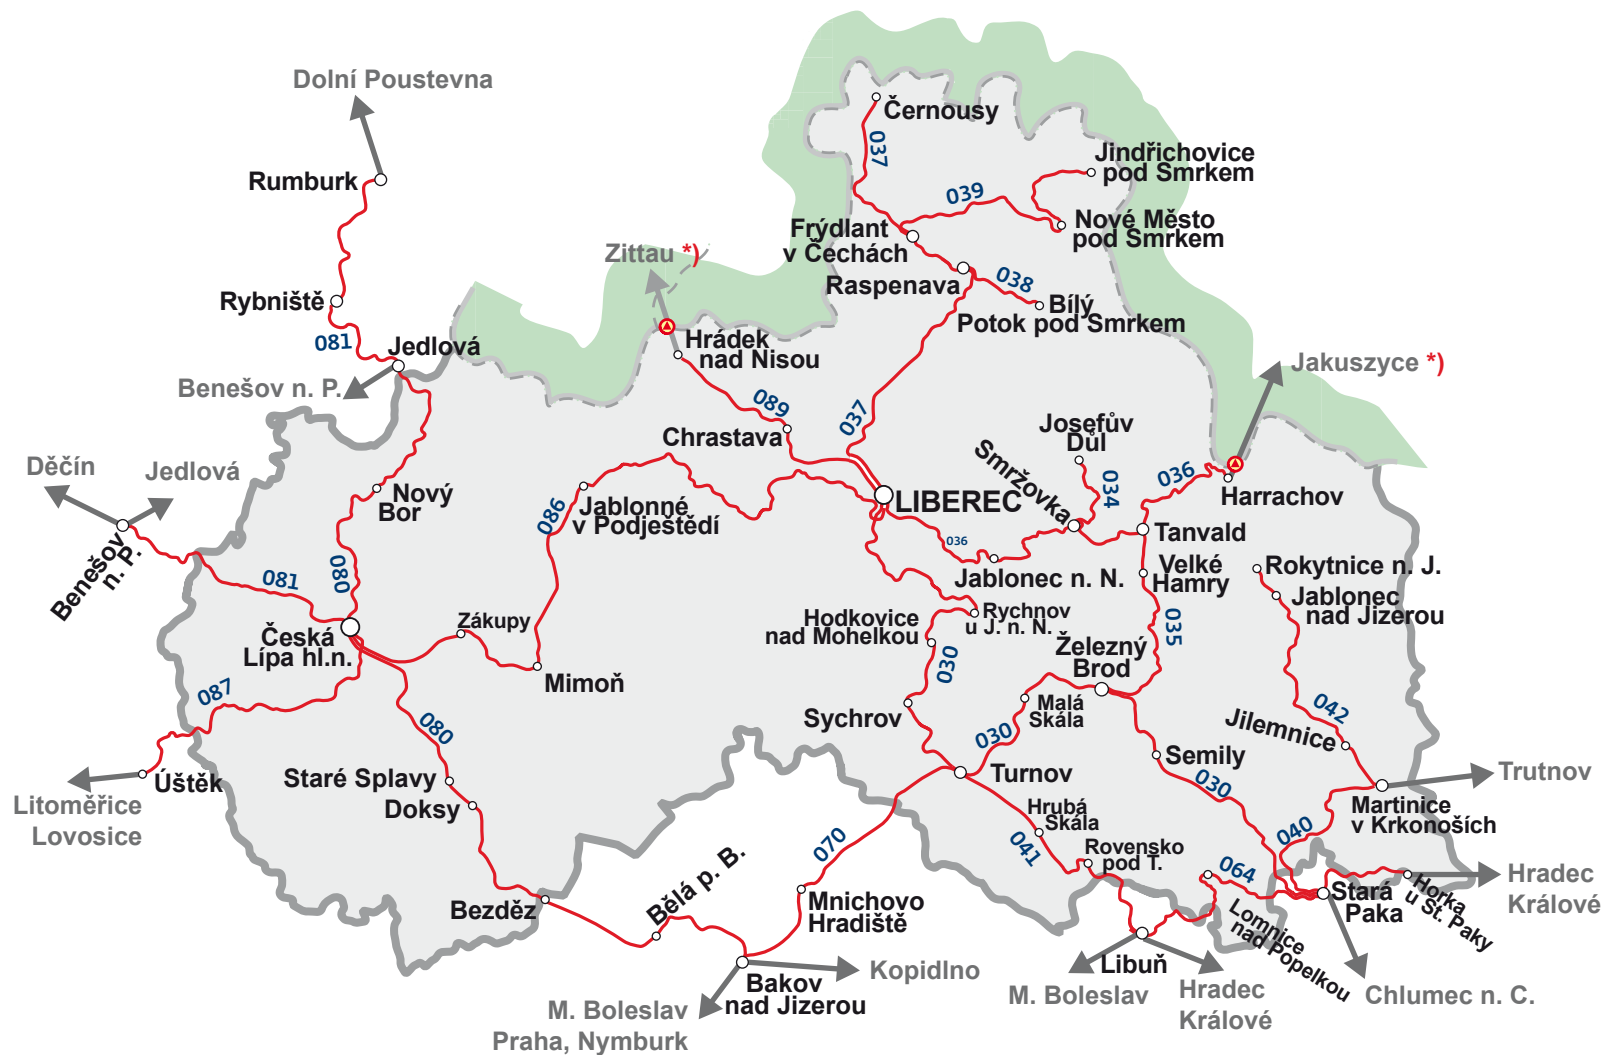 Dolní Poustevna
Rumburk
Rybniště
081
Jedlová
Benešov n. P.
Děčín
Jedlová
Benešov
n. P.
081
Nový
Bor
080
Česká
Lípa hl.n.
087
Úštěk
Litoměřice
Lovosice
Zákupy
Mimoň
086
Jablonné
v Podještědí
080
Staré Splavy
Doksy
Bezděz
Bělá p. B.
Bakov
nad Jizerou
Kopidlno
M. Boleslav
Praha, Nymburk
Mnichovo
Hradiště
070
Zittau *)
Hrádek
nad Nisou
089
Chrastava
037
LIBEREC
Černousy
037
Jindřichovice
pod Smrkem
039
Nové Město
pod Smrkem
Frýdlant
v Čechách
Raspenava
038
Bílý
Potok pod Smrkem
Jakuszyce *)
Josefův
Důl
Smržovka
034
036
Harrachov
Tanvald
036
Jablonec n. N.
Velké
Hamry
Rokytnice n. J.
Jablonec
nad Jizerou
Rychnov
u J. n. N.
Hodkovice
nad Mohelkou
030
035
Železný
Brod
Malá
Skála
Sychrov
030
042
Jilemnice
Semily
030
Turnov
Hrubá
Skála
041
Rovensko
pod T.
Martinice
v Krkonoších
Trutnov
040
064
Stará
Paka
Horka
u St. Paky
Hradec
Králové
Lomnice
nad Popelkou
Libuň
M. Boleslav
Hradec
Králové
Chlumec n. C.